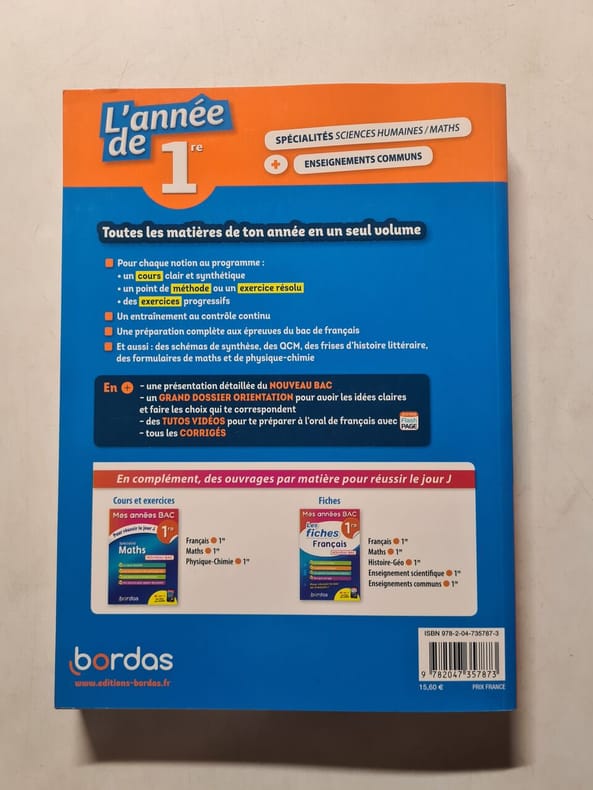 L'année
de
1re
SPÉCIALITÉS SCIENCES HUMAINES / MATHS
+ ENSEIGNEMENTS COMMUNS
Toutes les matières de ton année en un seul volume
Pour chaque notion au programme :
• un cours clair et synthétique
• un point de méthode ou un exercice résolu
• des exercices progressifs
Un entraînement au contrôle continu
Une préparation complète aux épreuves du bac de français
Et aussi : des schémas de synthèse, des QCM, des frises d'histoire littéraire,
des formulaires de maths et de physique-chimie
En + – une présentation détaillée du NOUVEAU BAC
– un GRAND DOSSIER ORIENTATION pour avoir les idées claires
et faire les choix qui te correspondent
– des TUTOS VIDÉOS pour te préparer à l'oral de français avec
Flash
PAGE
– tous les CORRIGÉS
En complément, des ouvrages par matière pour réussir le jour J
Cours et exercices
Mes années BAC
Pour réussir le jour J
1re
Maths
bordas
Français 1re
Maths 1re
Physique-Chimie 1re
Fiches
Mes années BAC
Les
fiches
1re
Français
bordas
Français 1re
Maths 1re
Histoire-Géo 1re
Enseignement scientifique 1re
Enseignements communs 1re
bordas
www.editions-bordas.fr
ISBN 978-2-04-735787-3
9 782047 357873
15,60 € PRIX FRANCE